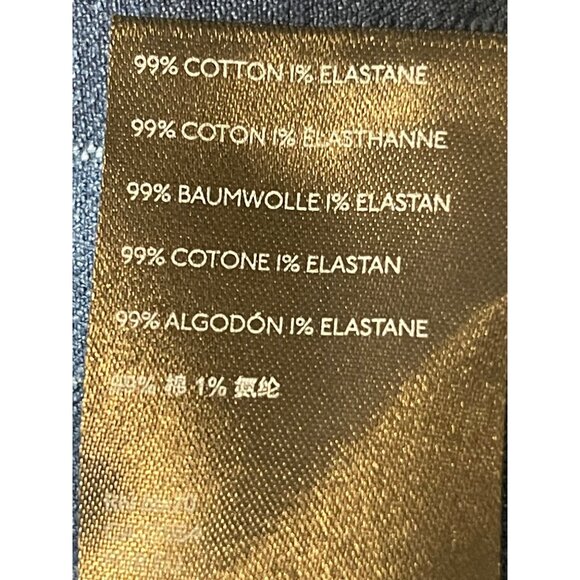 99% COTTON 1% ELASTANE
99% COTON 1% ELASTHANNE
99% BAUMWOLLE 1% ELASTAN
99% COTONE 1% ELASTAN
99% ALGODÓN 1% ELASTANE
99% 棉 1% 氨纶